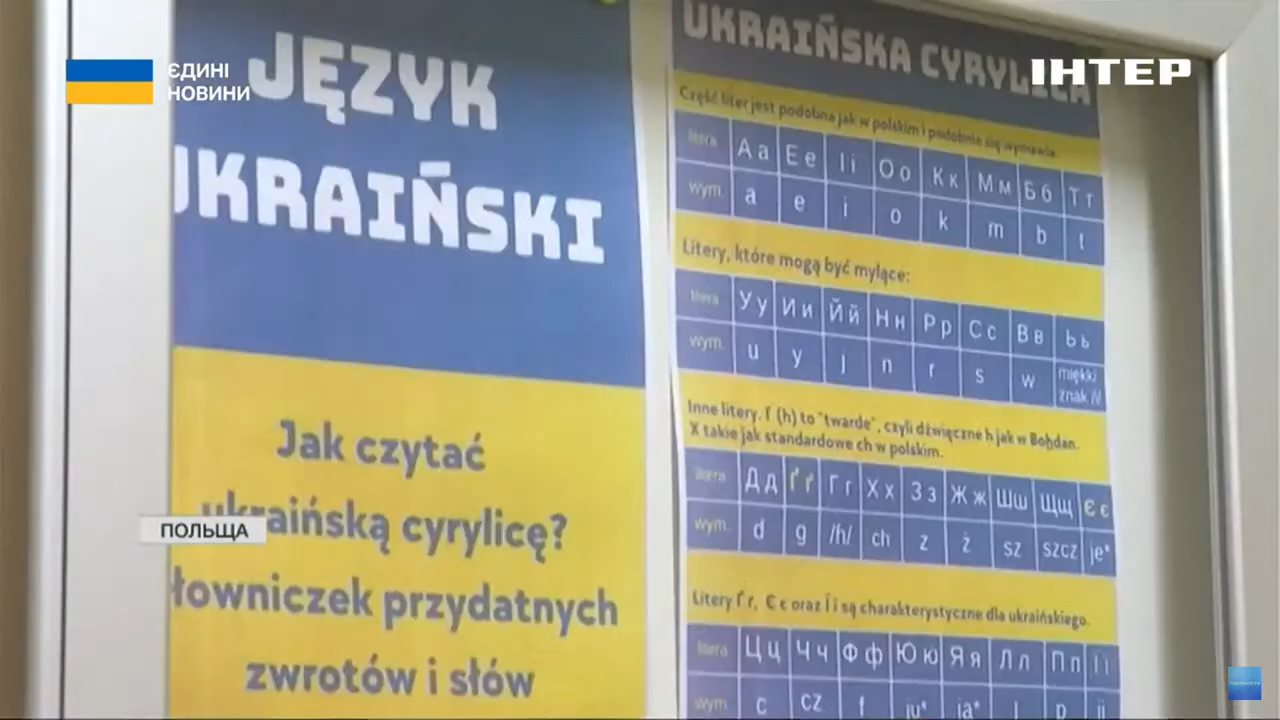 ЄДИНІ
НОВИНИ
ІНТЕР
JĘZYK
UKRAIŃSKI
Jak czytać
ukraińską cyrylicę?
łowniczek przydatnych
zwrotów i słów
ПОЛЬЩА
UKRAIŃSKA CYRYLICA
Część liter jest podobna jak w polskim i podobnie się wymawia.
litera Аа Ее Іі Оо Кк Мм Бб Тт
wym. a e i o k m b t
Litery, które mogą być mylące:
litera Уу Ии Йй Нн Рр Сс Вв Ьь
wym. u y j n r s w miękki znak /'/
Inne litery. Г (h) to "twarde", czyli dźwięczne h jak w Bohdan.
X takie jak standardowe ch w polskim.
litera Дд Ґґ Гг Хх Зз Жж Шш Щщ Єє
wym. d g /h/ ch z ż sz szcz je*
Litery Ґґ, Єє oraz Її są charakterystyczne dla ukraińskiego.
litera Цц Чч Фф Юю Яя Лл Пп Її
wym. c cz f ju* ja* l p ji